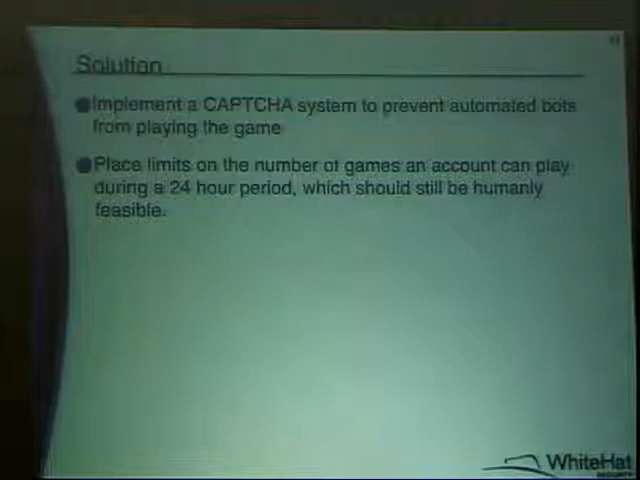 Solution
Implement a CAPTCHA system to prevent automated bots
from playing the game
Place limits on the number of games an account can play
during a 24 hour period, which should still be humanly
feasible.
WhiteHat
SECURITY